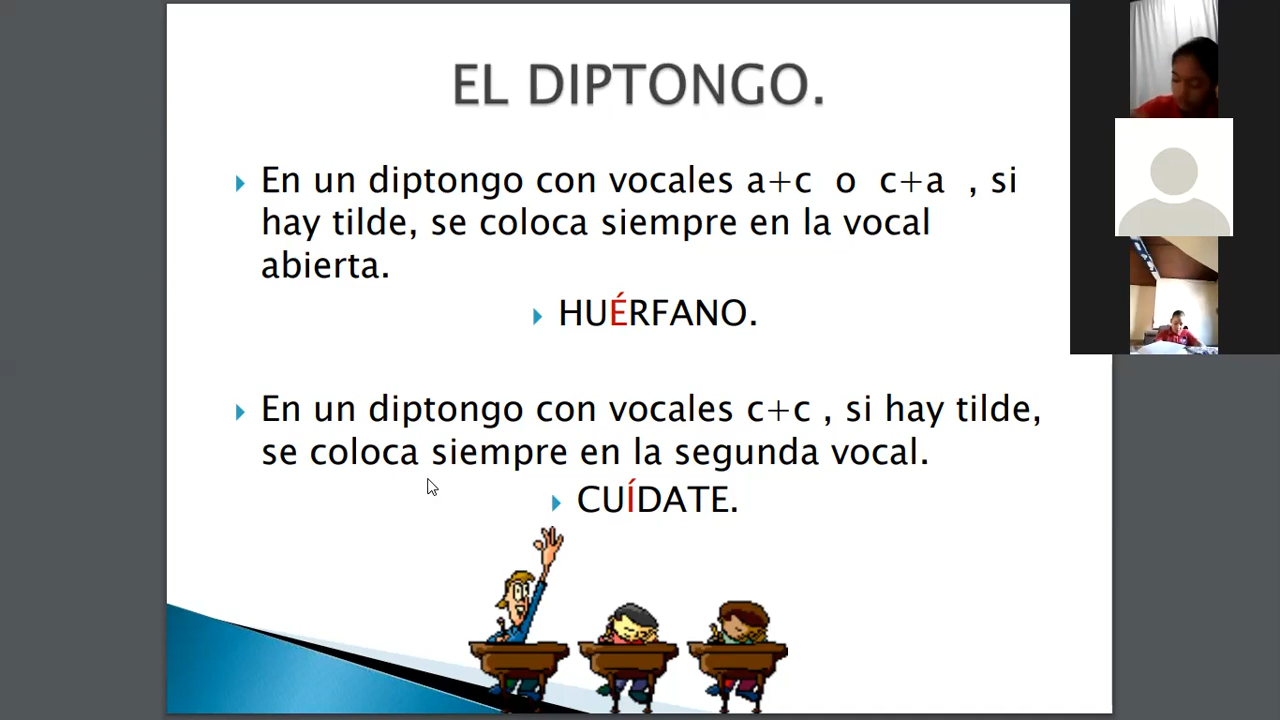 EL DIPTONGO.
En un diptongo con vocales a+c o c+a , si
hay tilde, se coloca siempre en la vocal
abierta.
HUÉRFANO.
En un diptongo con vocales c+c , si hay tilde,
se coloca siempre en la segunda vocal.
CUÍDATE.